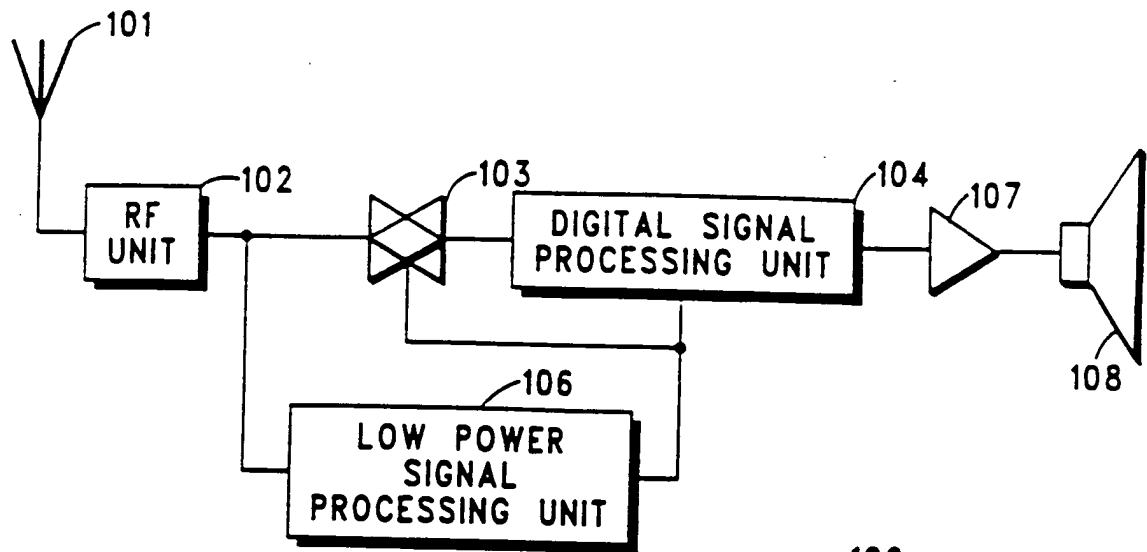 101
RF
UNIT
102
103
DIGITAL SIGNAL
PROCESSING UNIT
104
107
108
106
LOW POWER
SIGNAL
PROCESSING UNIT